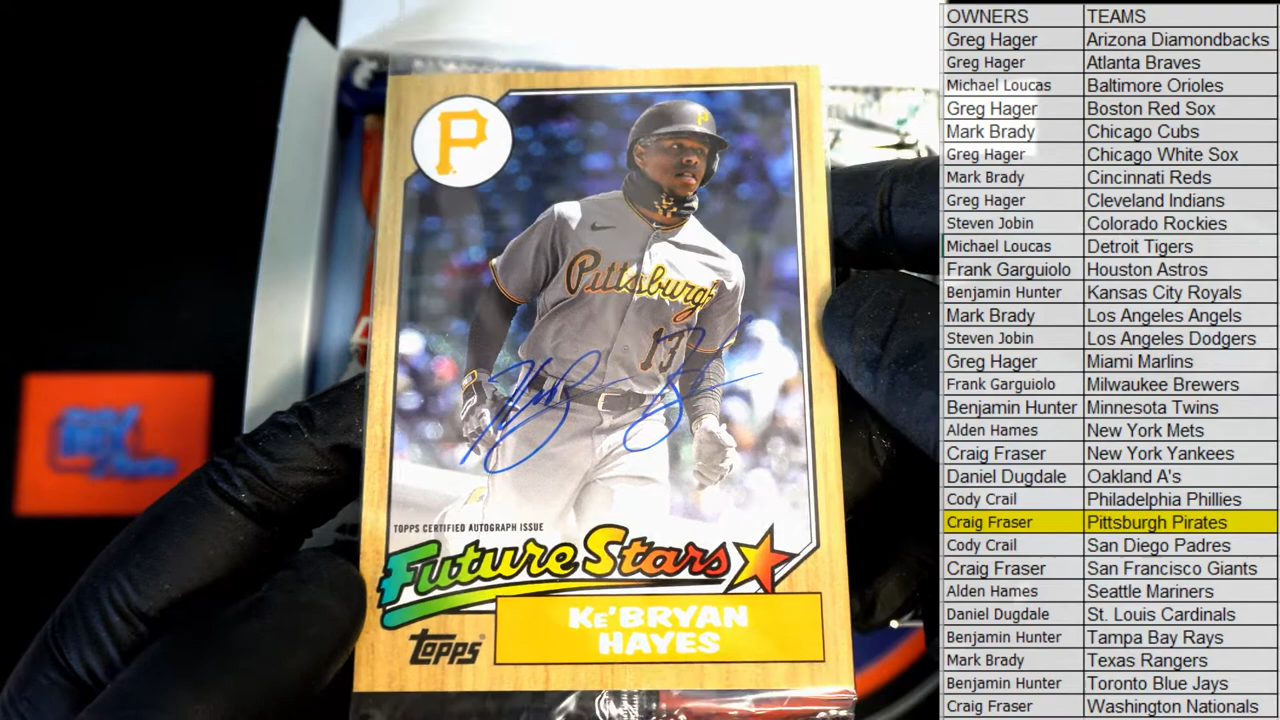 P
P
Pittsburgh
13
TOPPS CERTIFIED AUTOGRAPH ISSUE
Future Stars
KE'BRYAN
HAYES
TOPPS
OWNERS TEAMS
Greg Hager Arizona Diamondbacks
Greg Hager Atlanta Braves
Michael Loucas Baltimore Orioles
Greg Hager Boston Red Sox
Mark Brady Chicago Cubs
Greg Hager Chicago White Sox
Mark Brady Cincinnati Reds
Greg Hager Cleveland Indians
Steven Jobin Colorado Rockies
Michael Loucas Detroit Tigers
Frank Garguiolo Houston Astros
Benjamin Hunter Kansas City Royals
Mark Brady Los Angeles Angels
Steven Jobin Los Angeles Dodgers
Greg Hager Miami Marlins
Frank Garguiolo Milwaukee Brewers
Benjamin Hunter Minnesota Twins
Alden Hames New York Mets
Craig Fraser New York Yankees
Daniel Dugdale Oakland A's
Cody Crail Philadelphia Phillies
Craig Fraser Pittsburgh Pirates
Cody Crail San Diego Padres
Craig Fraser San Francisco Giants
Alden Hames Seattle Mariners
Daniel Dugdale St. Louis Cardinals
Benjamin Hunter Tampa Bay Rays
Mark Brady Texas Rangers
Benjamin Hunter Toronto Blue Jays
Craig Fraser Washington Nationals